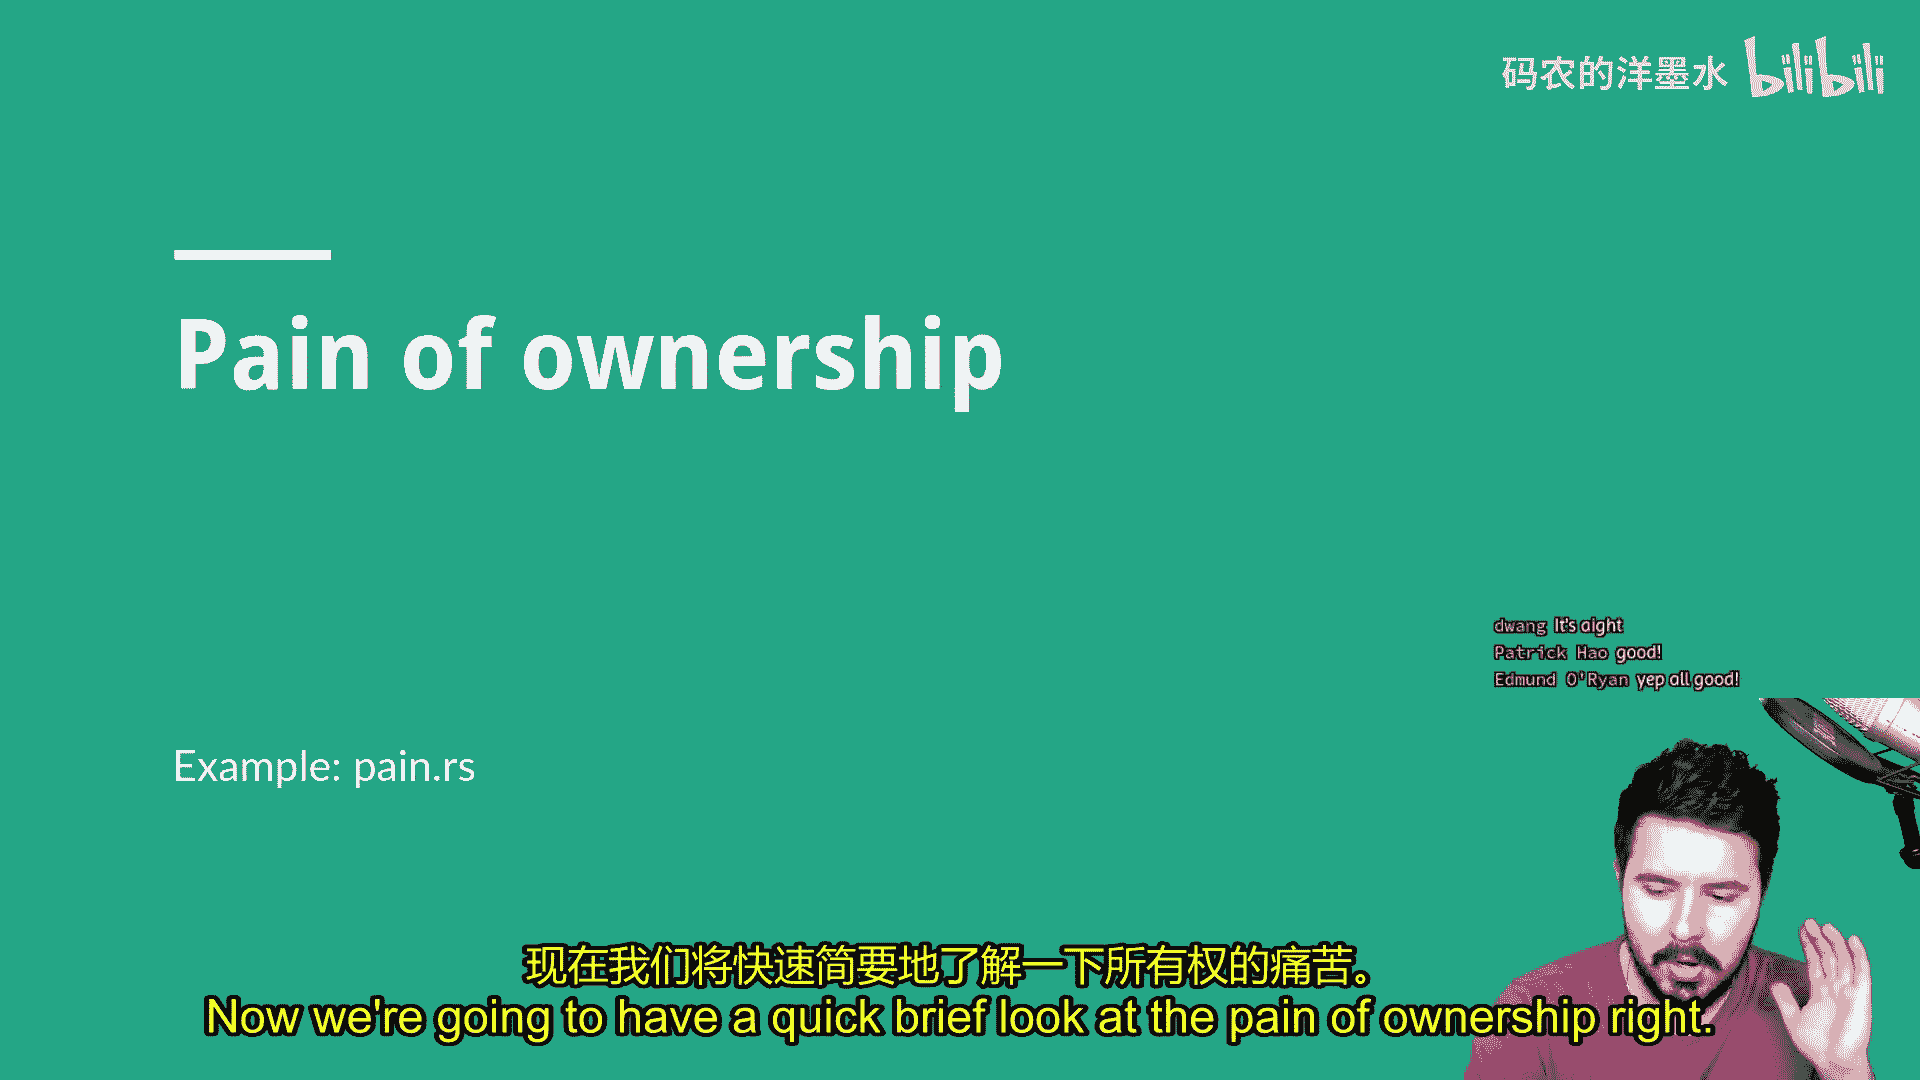 码农的洋墨水 bilibili
Pain of ownership
dwang It's aight
Patrick Hao good!
Edmund O'Ryan yep all good!
Example: pain.rs
现在我们将快速简要地了解一下所有权的痛苦。
Now we're going to have a quick brief look at the pain of ownership right.